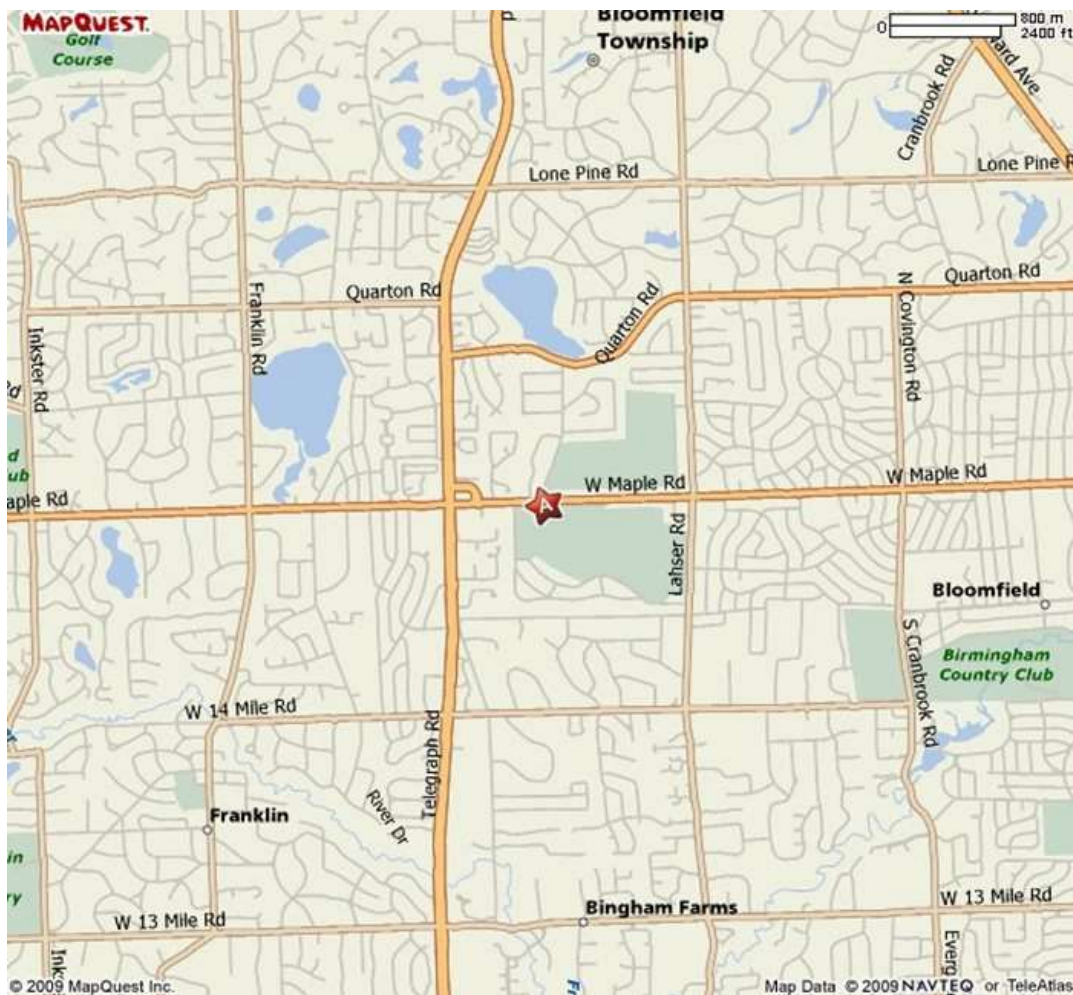 MAPQUEST.
Golf
Course
Bloomfield
Township
0
800 m
2400 ft
Cranbrook Rd
Lone Pine Rd
Lone Pine R
Quarton Rd
Quarton Rd
Quarton Rd
Franklin Rd
Inkster Rd
N Covington Rd
W Maple Rd
W Maple Rd
aple Rd
A
Lahser Rd
Bloomfield
Birmingham
Country Club
S Cranbrook Rd
W 14 Mile Rd
Telegraph Rd
River Dr
Franklin
W 13 Mile Rd
Bingham Farms
W 13 Mile Rd
© 2009 MapQuest Inc.
Map Data © 2009 NAVTEQ or TeleAtlas